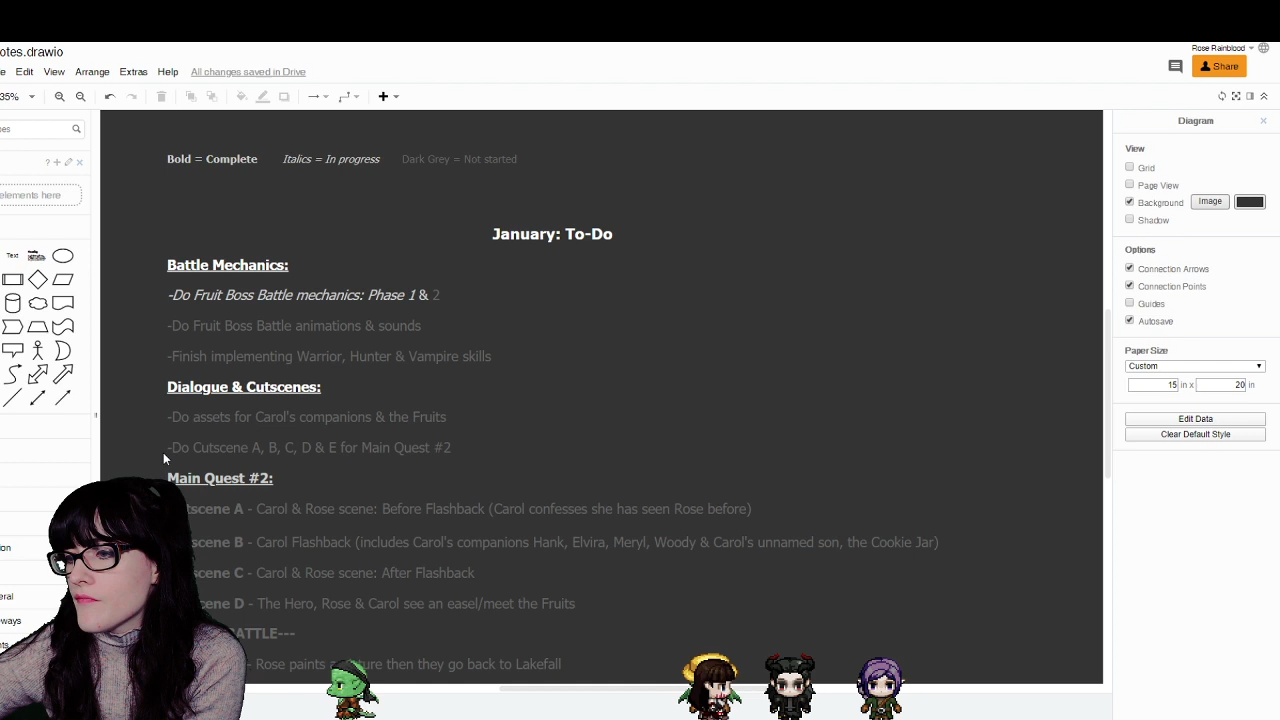 otes.drawio
Rose Rainblood
Edit View Arrange Extras Help All changes saved in Drive
Share
35%
Diagram
View
Grid
Page View
Background Image
Shadow
Options
Connection Arrows
Connection Points
Guides
Autosave
Paper Size
Custom
15 in x 20 in
Edit Data
Clear Default Style
elements here
Text
Bold = Complete Italics = In progress Dark Grey = Not started
January: To-Do
Battle Mechanics:
-Do Fruit Boss Battle mechanics: Phase 1 & 2
-Do Fruit Boss Battle animations & sounds
-Finish implementing Warrior, Hunter & Vampire skills
Dialogue & Cutscenes:
-Do assets for Carol's companions & the Fruits
-Do Cutscene A, B, C, D & E for Main Quest #2
Main Quest #2:
tscene A - Carol & Rose scene: Before Flashback (Carol confesses she has seen Rose before)
scene B - Carol Flashback (includes Carol's companions Hank, Elvira, Meryl, Woody & Carol's unnamed son, the Cookie Jar)
scene C - Carol & Rose scene: After Flashback
cene D - The Hero, Rose & Carol see an easel/meet the Fruits
BATTLE---
- Rose paints then they go back to Lakefall